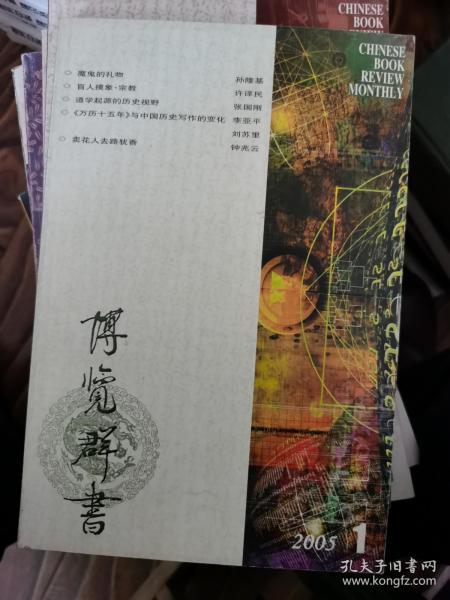 CHINESE
BOOK
CHINESE
BOOK
REVIEW
MONTHLY
○ 魔鬼的礼物 孙隆基
○ 盲人摸象·宗教 许泽民
○ 道学起源的历史视野 张国刚
○ 《万历十五年》与中国历史写作的变化 李亚平
刘苏里
○ 卖花人去路犹香 钟兆云
博览群書
2005 1
孔夫子旧书网
www.kongfz.com